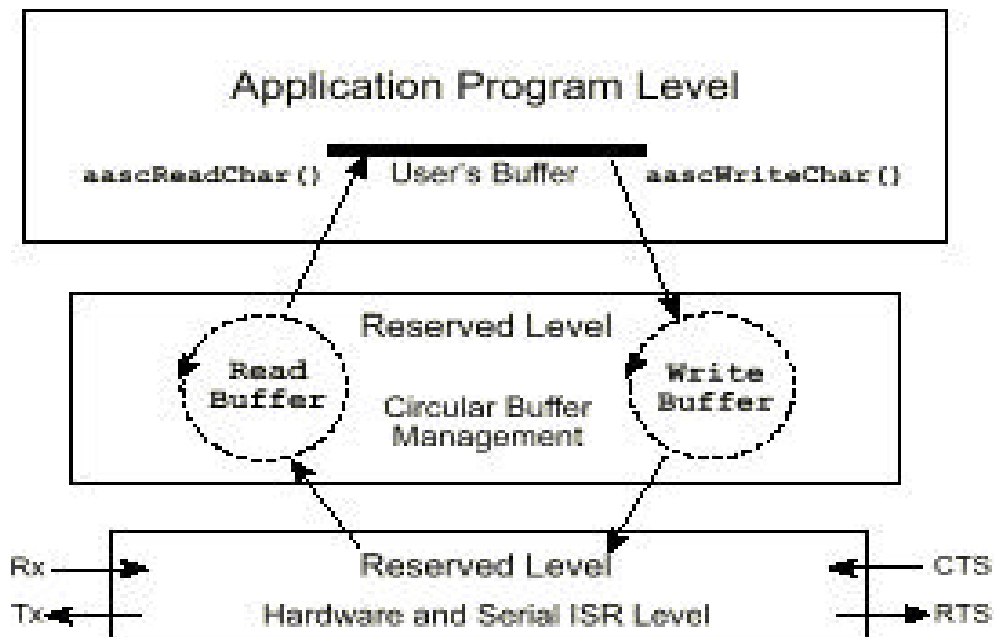 Application Program Level
aascReadChar()
User's Buffer
aascWriteChar()
Reserved Level
Read
Buffer
Write
Buffer
Circular Buffer
Management
Rx
Reserved Level
CTS
Tx
Hardware and Serial ISR Level
RTS